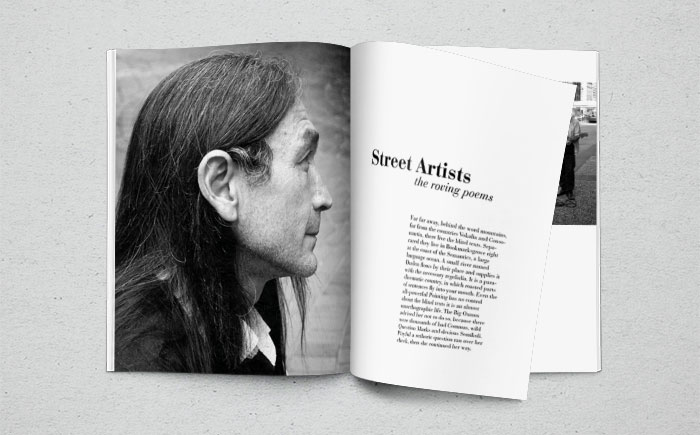 Street Artists
the roving poems
Far far away, behind the word mountains,
far from the countries Vokalia and Conso-
nantia, there live the blind texts. Sepa-
rated they live in Bookmarksgrove right
at the coast of the Semantics, a large
language ocean. A small river named
Duden flows by their place and supplies it
with the necessary regelialia. It is a para-
dismatic country, in which roasted parts
of sentences fly into your mouth. Even the
all-powerful Pointing has no control
about the blind texts it is an almost
unorthographic life. The Big Oxmox
advised her not to do so, because there
were thousands of bad Commas, wild
Question Marks and devious Semikoli.
Pityful a rethoric question ran over her
cheek, then she continued her way.